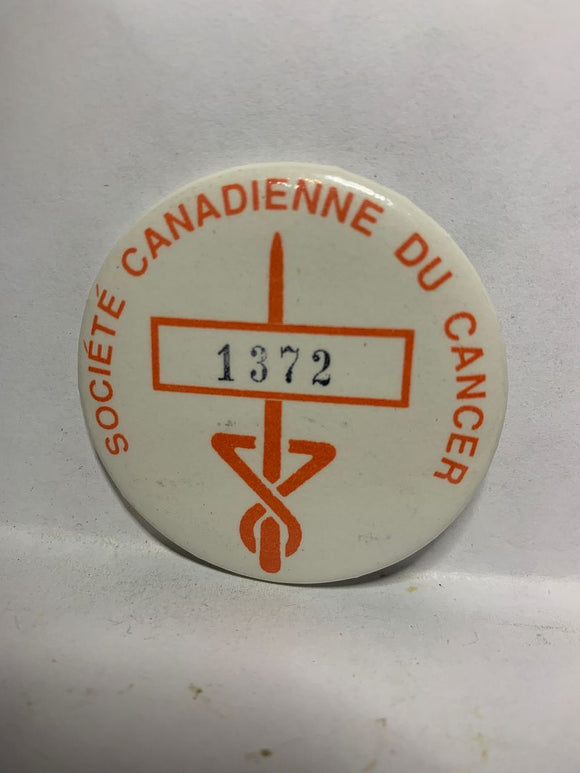 SOCIÉTÉ CANADIENNE DU CANCER
1372